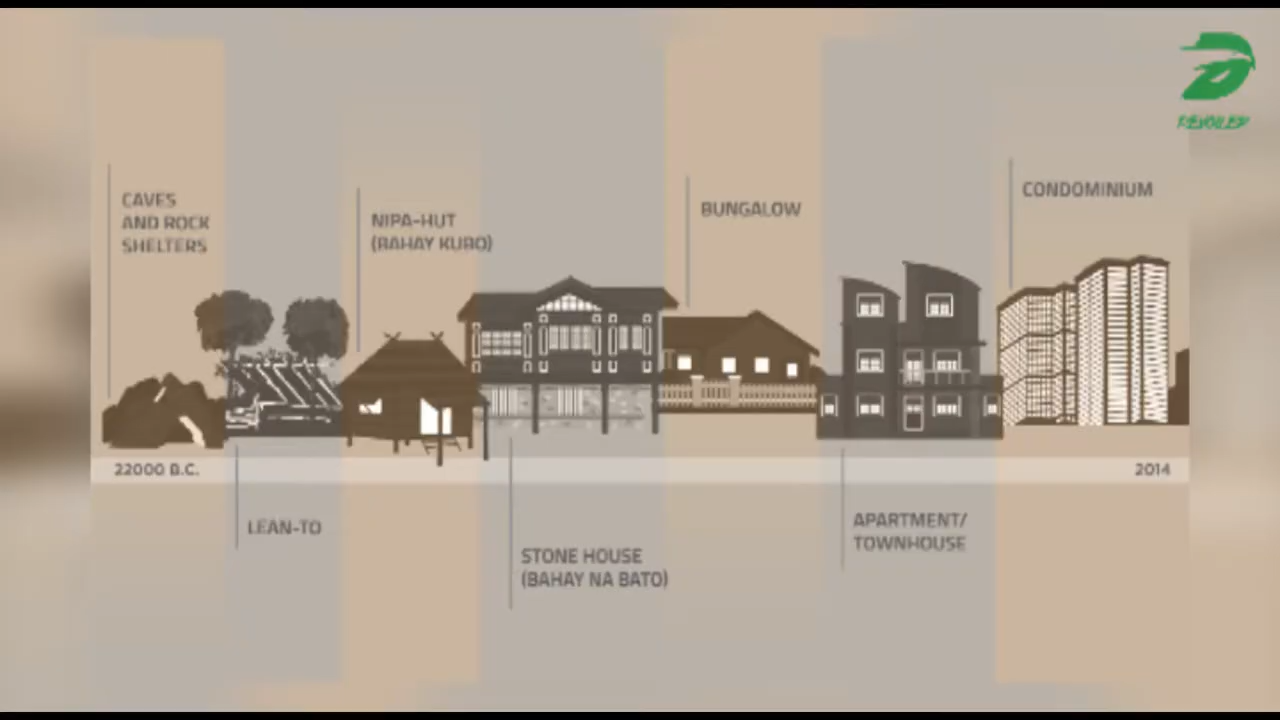 CAVES
AND ROCK
SHELTERS
NIPA-HUT
(BAHAY KUBO)
BUNGALOW
CONDOMINIUM
22000 B.C.
2014
LEAN-TO
STONE HOUSE
(BAHAY NA BATO)
APARTMENT/
TOWNHOUSE